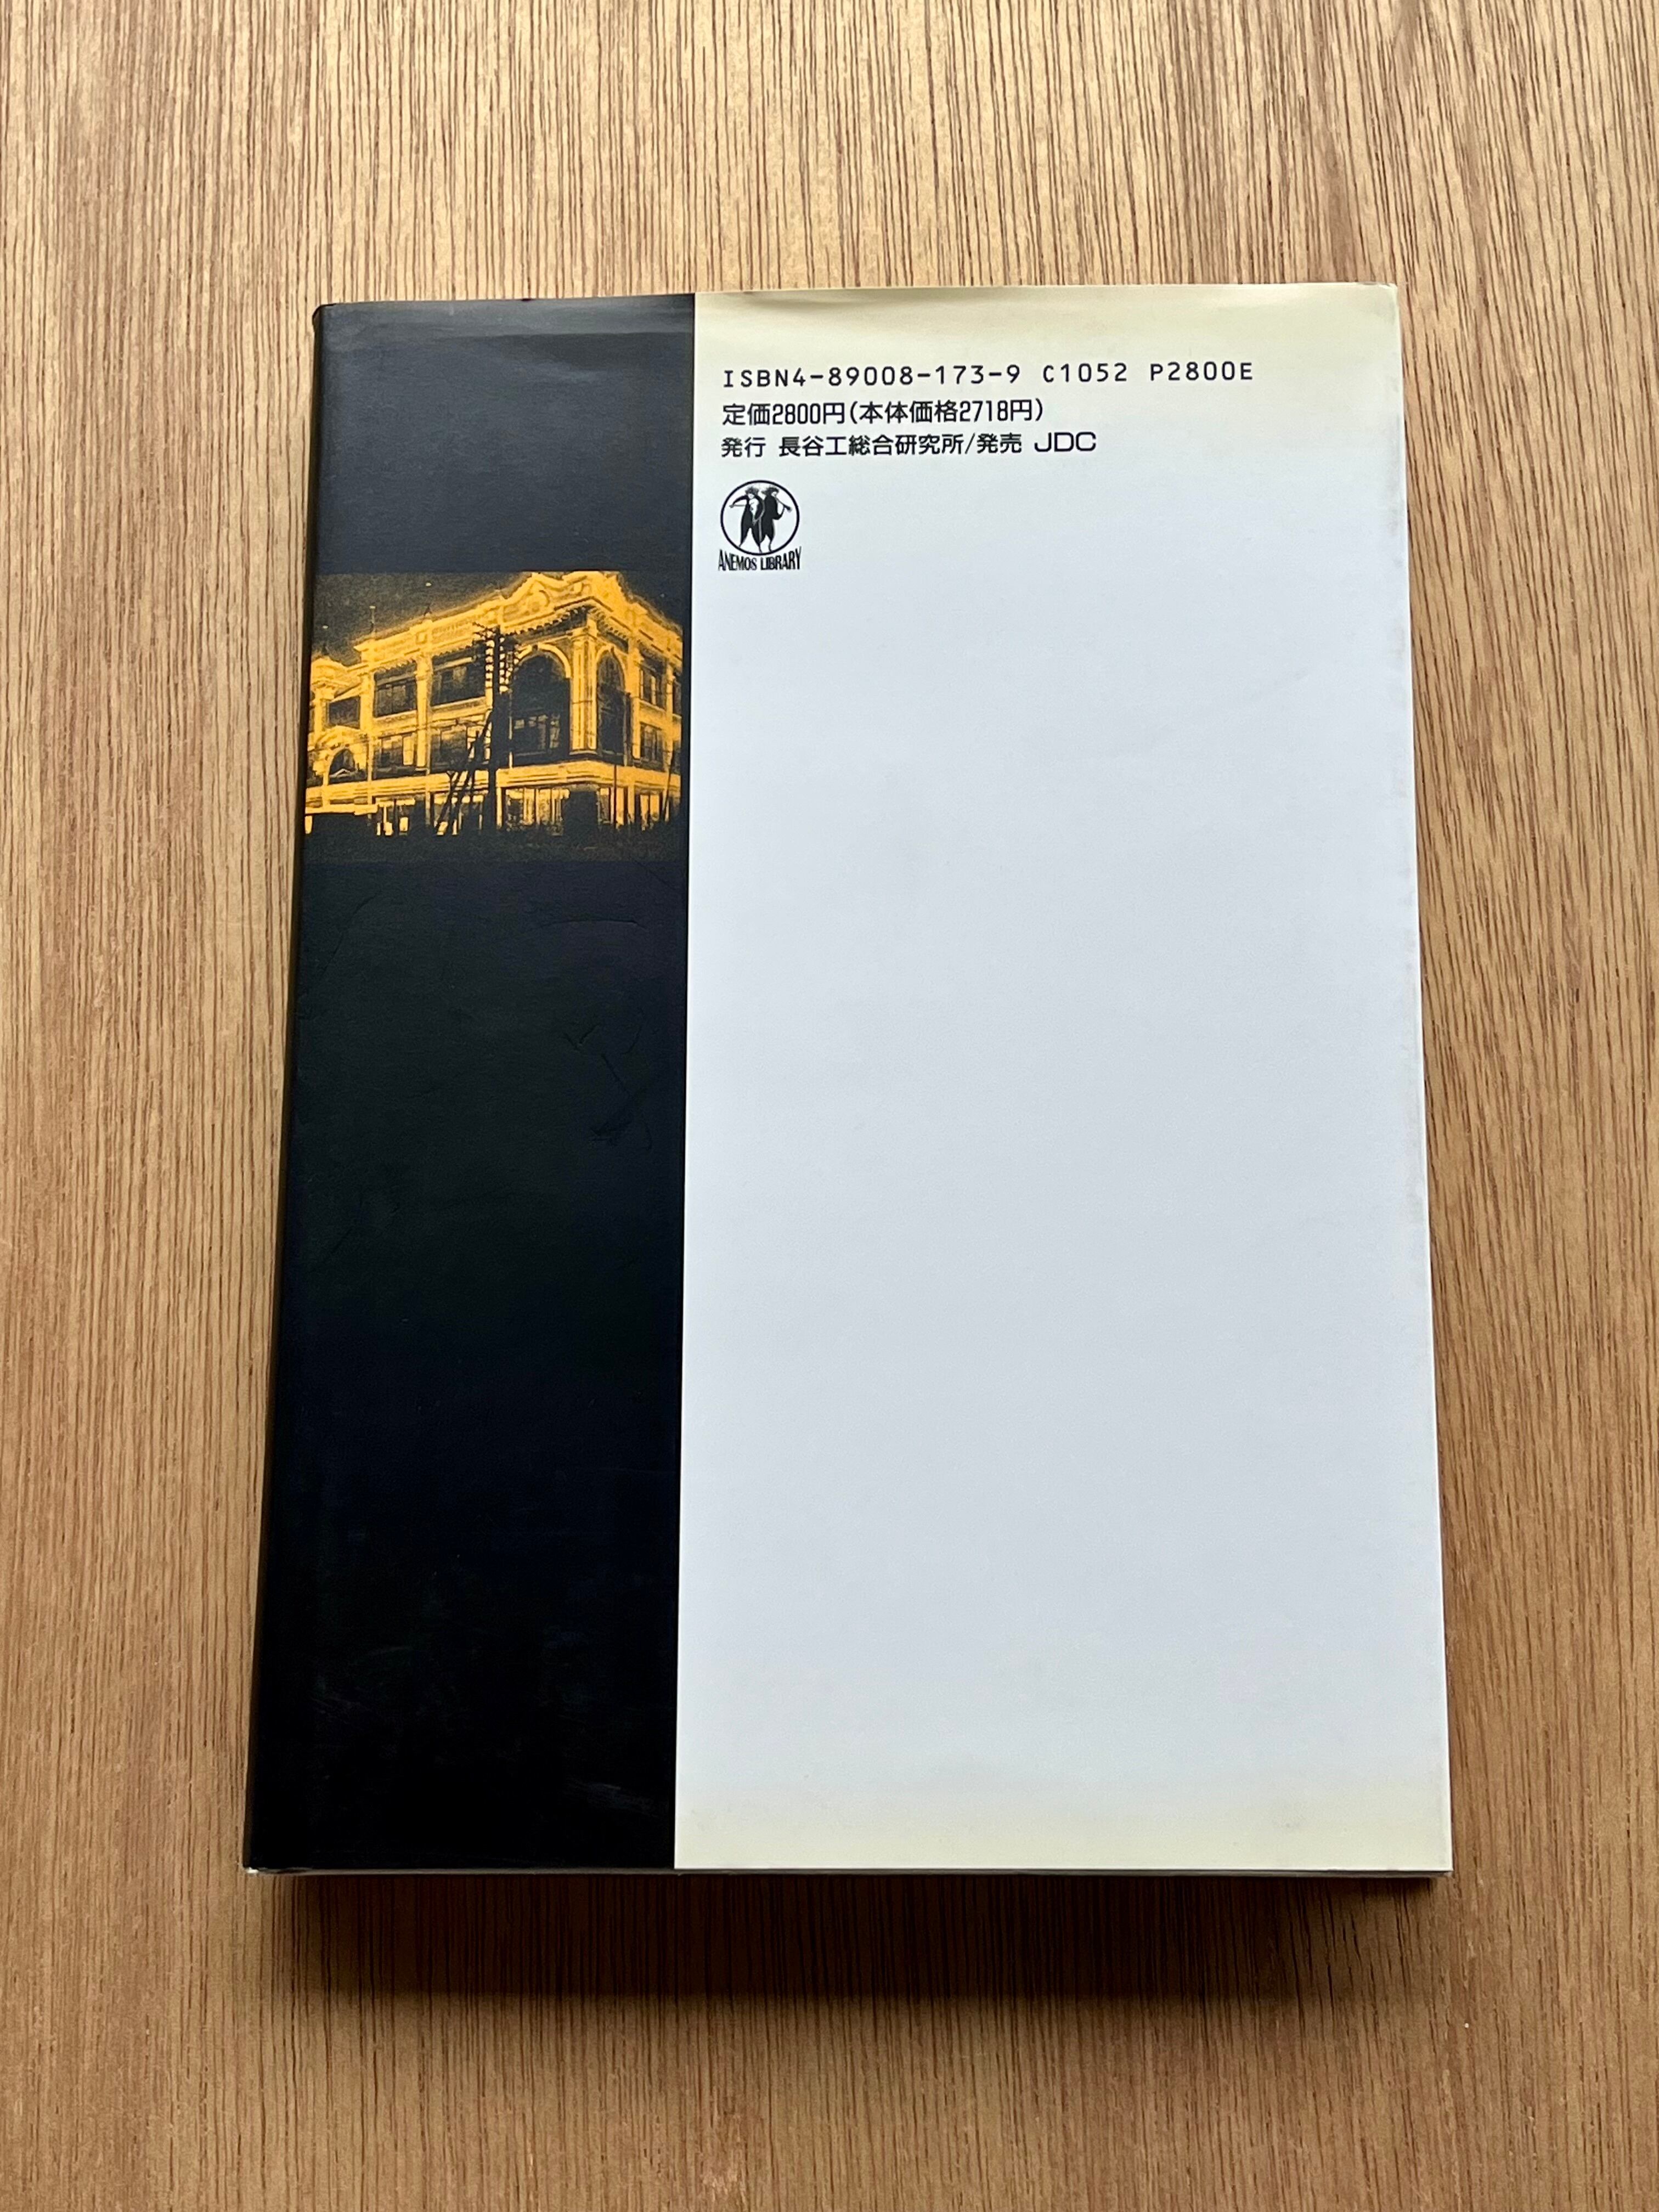 ISBN4-89008-173-9 C1052 P2800E
定価2800円(本体価格2718円)
発行 長谷工総合研究所/発売 JDC
ANEMOS LIBRARY